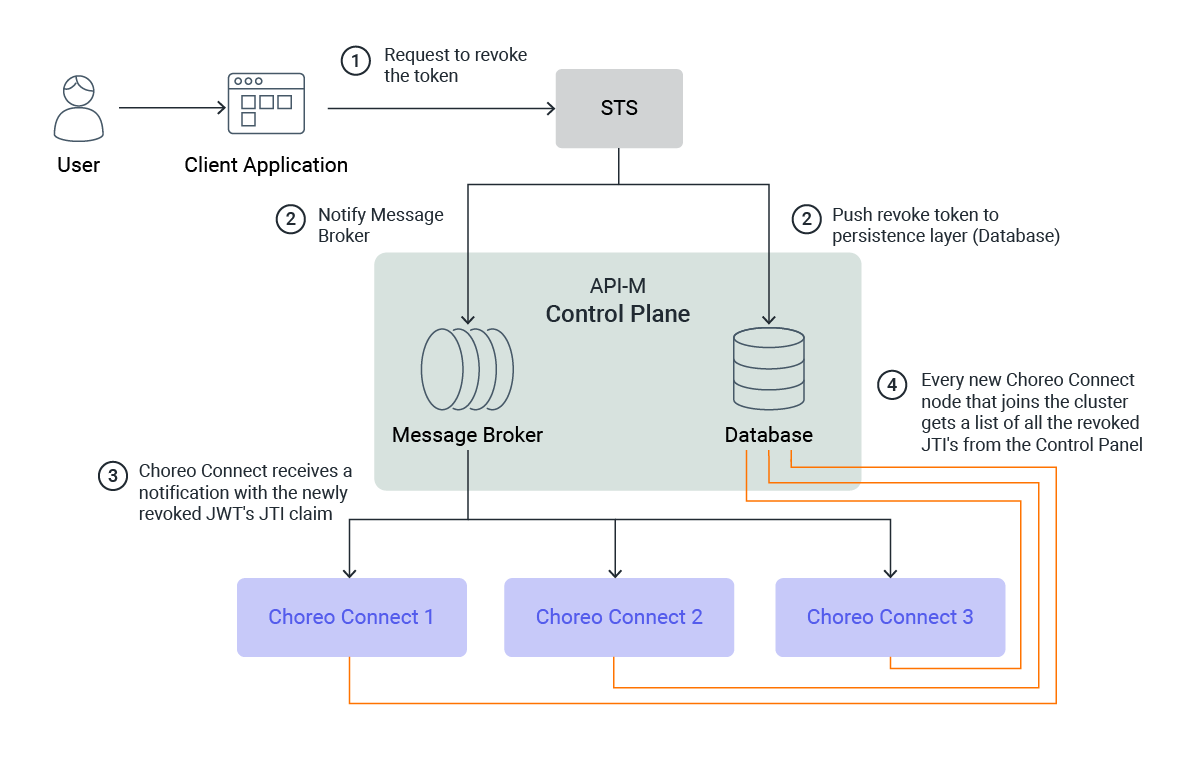 1
Request to revoke
the token
STS
User
Client Application
2
Notify Message
Broker
2
Push revoke token to
persistence layer (Database)
API-M
Control Plane
Message Broker
Database
4
Every new Choreo Connect
node that joins the cluster
gets a list of all the revoked
JTI's from the Control Panel
3
Choreo Connect receives a
notification with the newly
revoked JWT's JTI claim
Choreo Connect 1
Choreo Connect 2
Choreo Connect 3